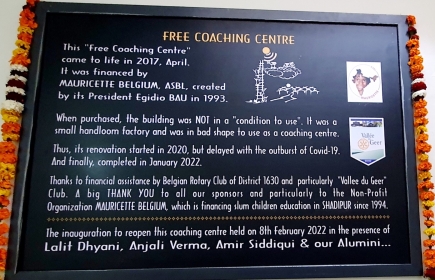 FREE COACHING CENTRE
This "Free Coaching Centre"
came to life in 2017, April.
It was financed by
MAURICETTE BELGIUM, ASBL, created
by its President Egidio BAU in 1993.
When purchased, the building was NOT in a "condition to use". It was a
small handloom factory and was in bad shape to use as a coaching centre.
Thus, its renovation started in 2020, but delayed with the outburst of Covid-19.
And finally, completed in January 2022.
Vallee
du Geer
Thanks to financial assistance by Belgian Rotary Club of District 1630 and particularly "Vallee du Geer"
Club. A big THANK YOU to all our sponsors and particularly to the Non-Profit
Organization MAURICETTE BELGIUM, which is financing slum children education in SHADIPUR since 1994.
The inauguration to reopen this coaching centre held on 8th February 2022 in the presence of
Lalit Dhyani, Anjali Verma, Amir Siddiqui & our Alumini...